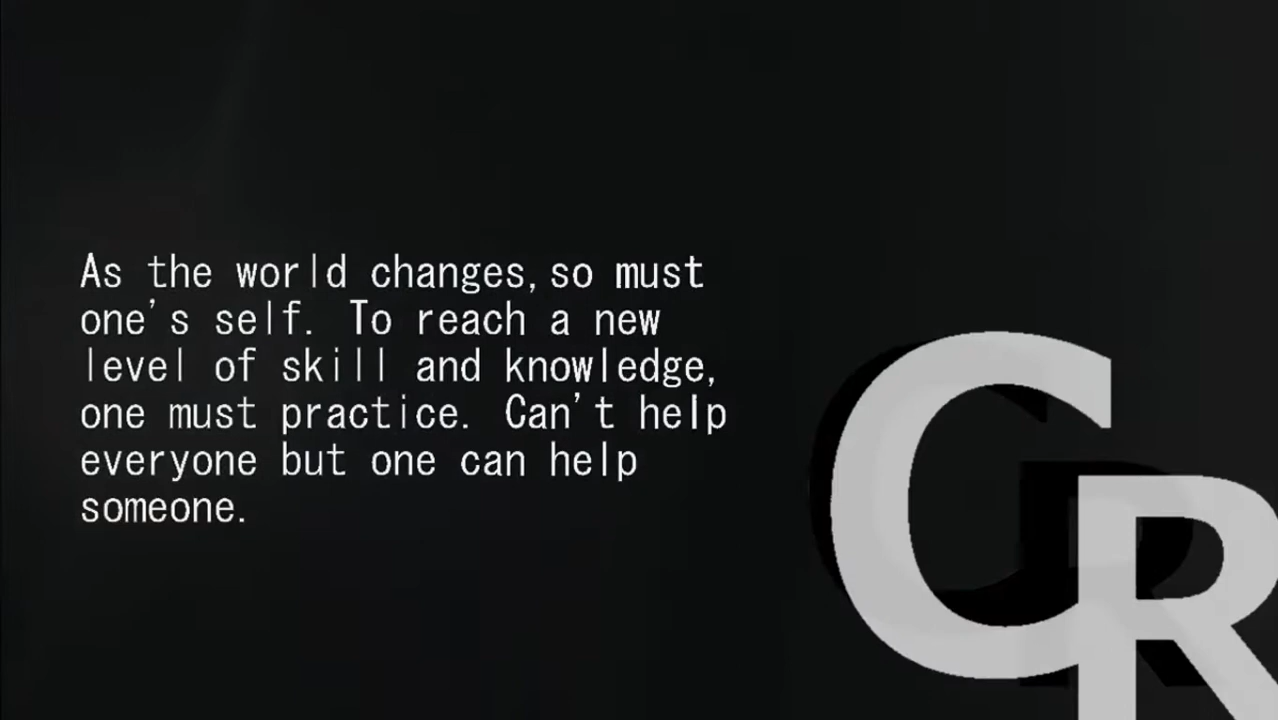 As the world changes, so must
one's self. To reach a new
level of skill and knowledge,
one must practice. Can't help
everyone but one can help
someone.
CR